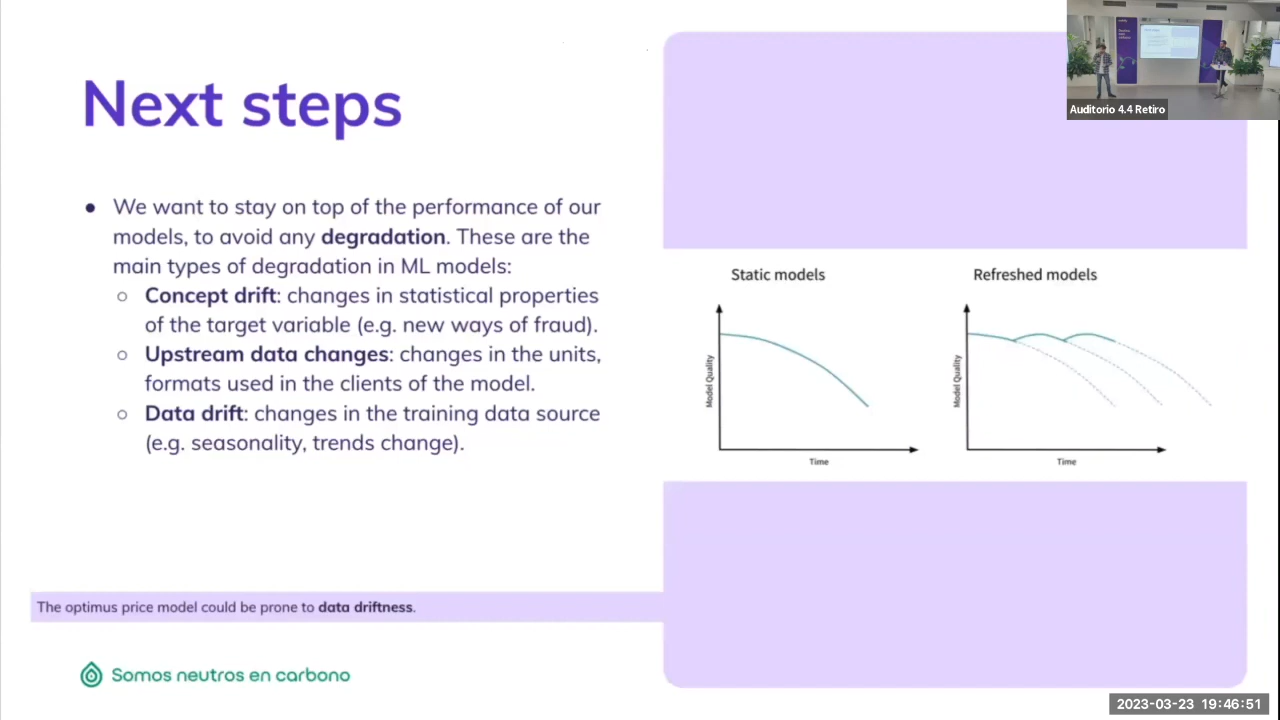 Next steps
● We want to stay on top of the performance of our
models, to avoid any degradation. These are the
main types of degradation in ML models:
○ Concept drift: changes in statistical properties
of the target variable (e.g. new ways of fraud).
○ Upstream data changes: changes in the units,
formats used in the clients of the model.
○ Data drift: changes in the training data source
(e.g. seasonality, trends change).
The optimus price model could be prone to data driftness.
Somos neutros en carbono
Static models
Model Quality
Time
Refreshed models
Model Quality
Time
Auditorio 4.4 Retiro
2023-03-23 19:46:51